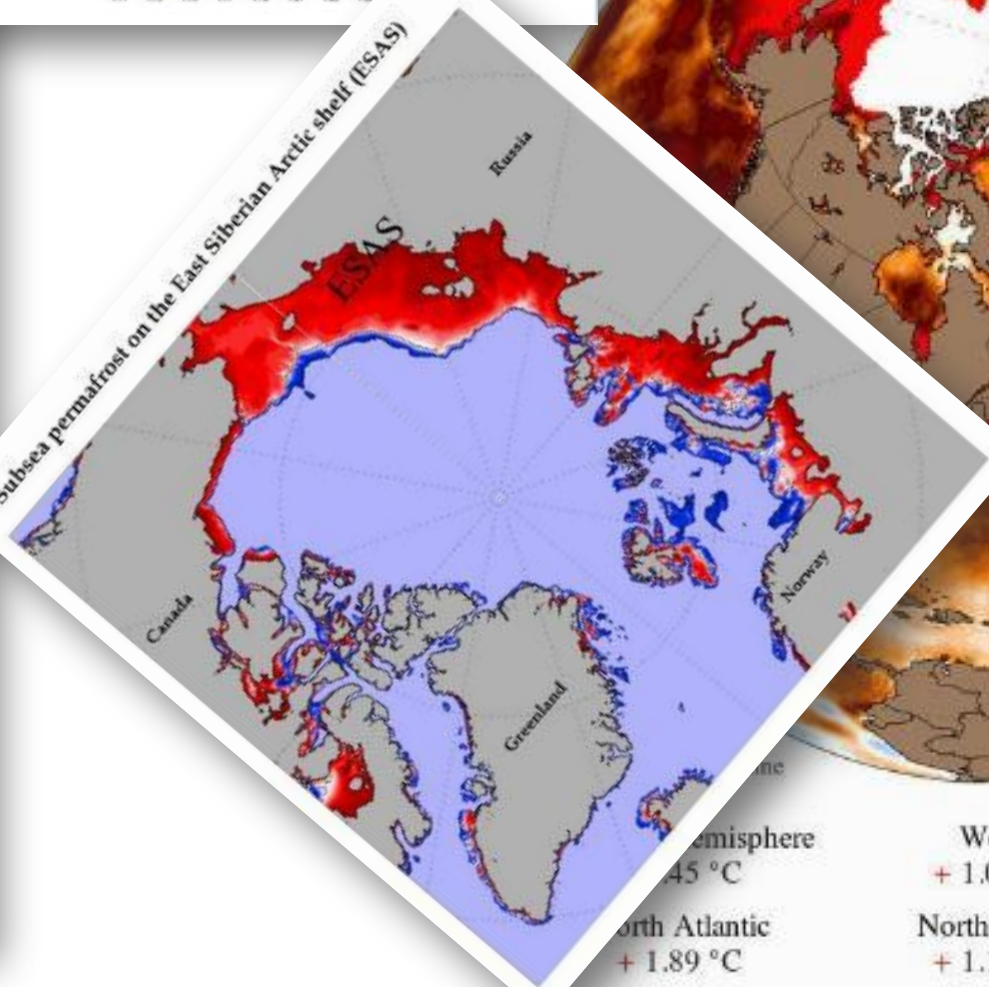 Subsea permafrost on the East Siberian Arctic shelf (ESAS)
Russia
ESAS
Canada
Norway
Greenland
emisphere
.45 °C
orth Atlantic
+ 1.89 °C
North
+ 1.